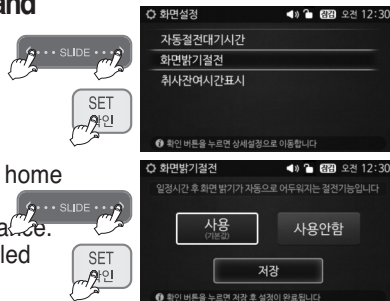 and
화면설정 쾌쾌 오전 12:30
자동절전대기시간
SLIDE
화면밝기절전
취사잔여시간표시
SET
확인
확인 버튼을 누르면 상세설정으로 이동합니다
home
화면밝기절전 오전 12:30
일정시간 후 화면 밝기가 자동으로 어두워지는 절전기능입니다
SLIDE
사용
(기본값)
사용안함
led
SET
확인
저장
확인 버튼을 누르면 저장 후 설정이 완료됩니다